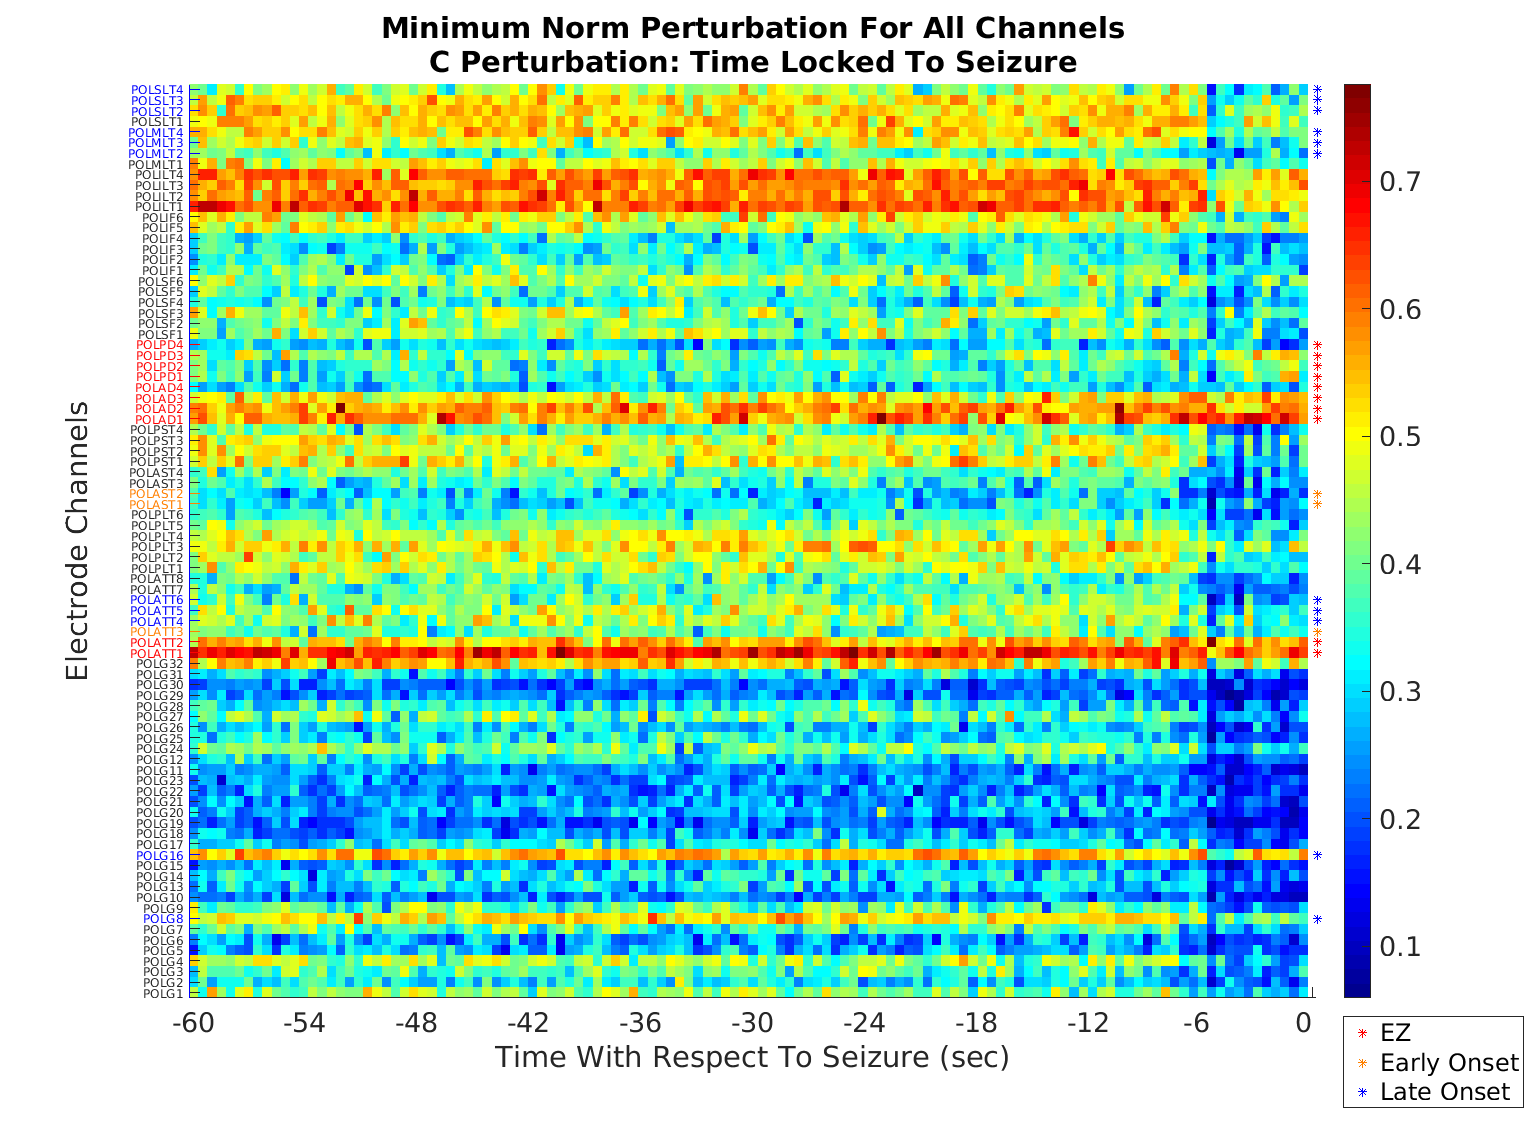 Minimum Norm Perturbation For All Channels
C Perturbation: Time Locked To Seizure
Electrode Channels
POLSLT4
POLSLT3
POLSLT2
POLSLT1
POLMLT4
POLMLT3
POLMLT2
POLMLT1
POLILT4
POLILT3
POLILT2
POLILT1
POLIF6
POLIF5
POLIF4
POLIF3
POLIF2
POLIF1
POLSF6
POLSF5
POLSF4
POLSF3
POLSF2
POLSF1
POLPD4
POLPD3
POLPD2
POLPD1
POLAD4
POLAD3
POLAD2
POLAD1
POLPST4
POLPST3
POLPST2
POLPST1
POLAST4
POLAST3
POLAST2
POLAST1
POLPLT6
POLPLT5
POLPLT4
POLPLT3
POLPLT2
POLPLT1
POLATT8
POLATT7
POLATT6
POLATT5
POLATT4
POLATT3
POLATT2
POLATT1
POLG32
POLG31
POLG30
POLG29
POLG28
POLG27
POLG26
POLG25
POLG24
POLG12
POLG11
POLG23
POLG22
POLG21
POLG20
POLG19
POLG18
POLG17
POLG16
POLG15
POLG14
POLG13
POLG10
POLG9
POLG8
POLG7
POLG6
POLG5
POLG4
POLG3
POLG2
POLG1
-60 -54 -48 -42 -36 -30 -24 -18 -12 -6 0
Time With Respect To Seizure (sec)
0.7
0.6
0.5
0.4
0.3
0.2
0.1
EZ
Early Onset
Late Onset